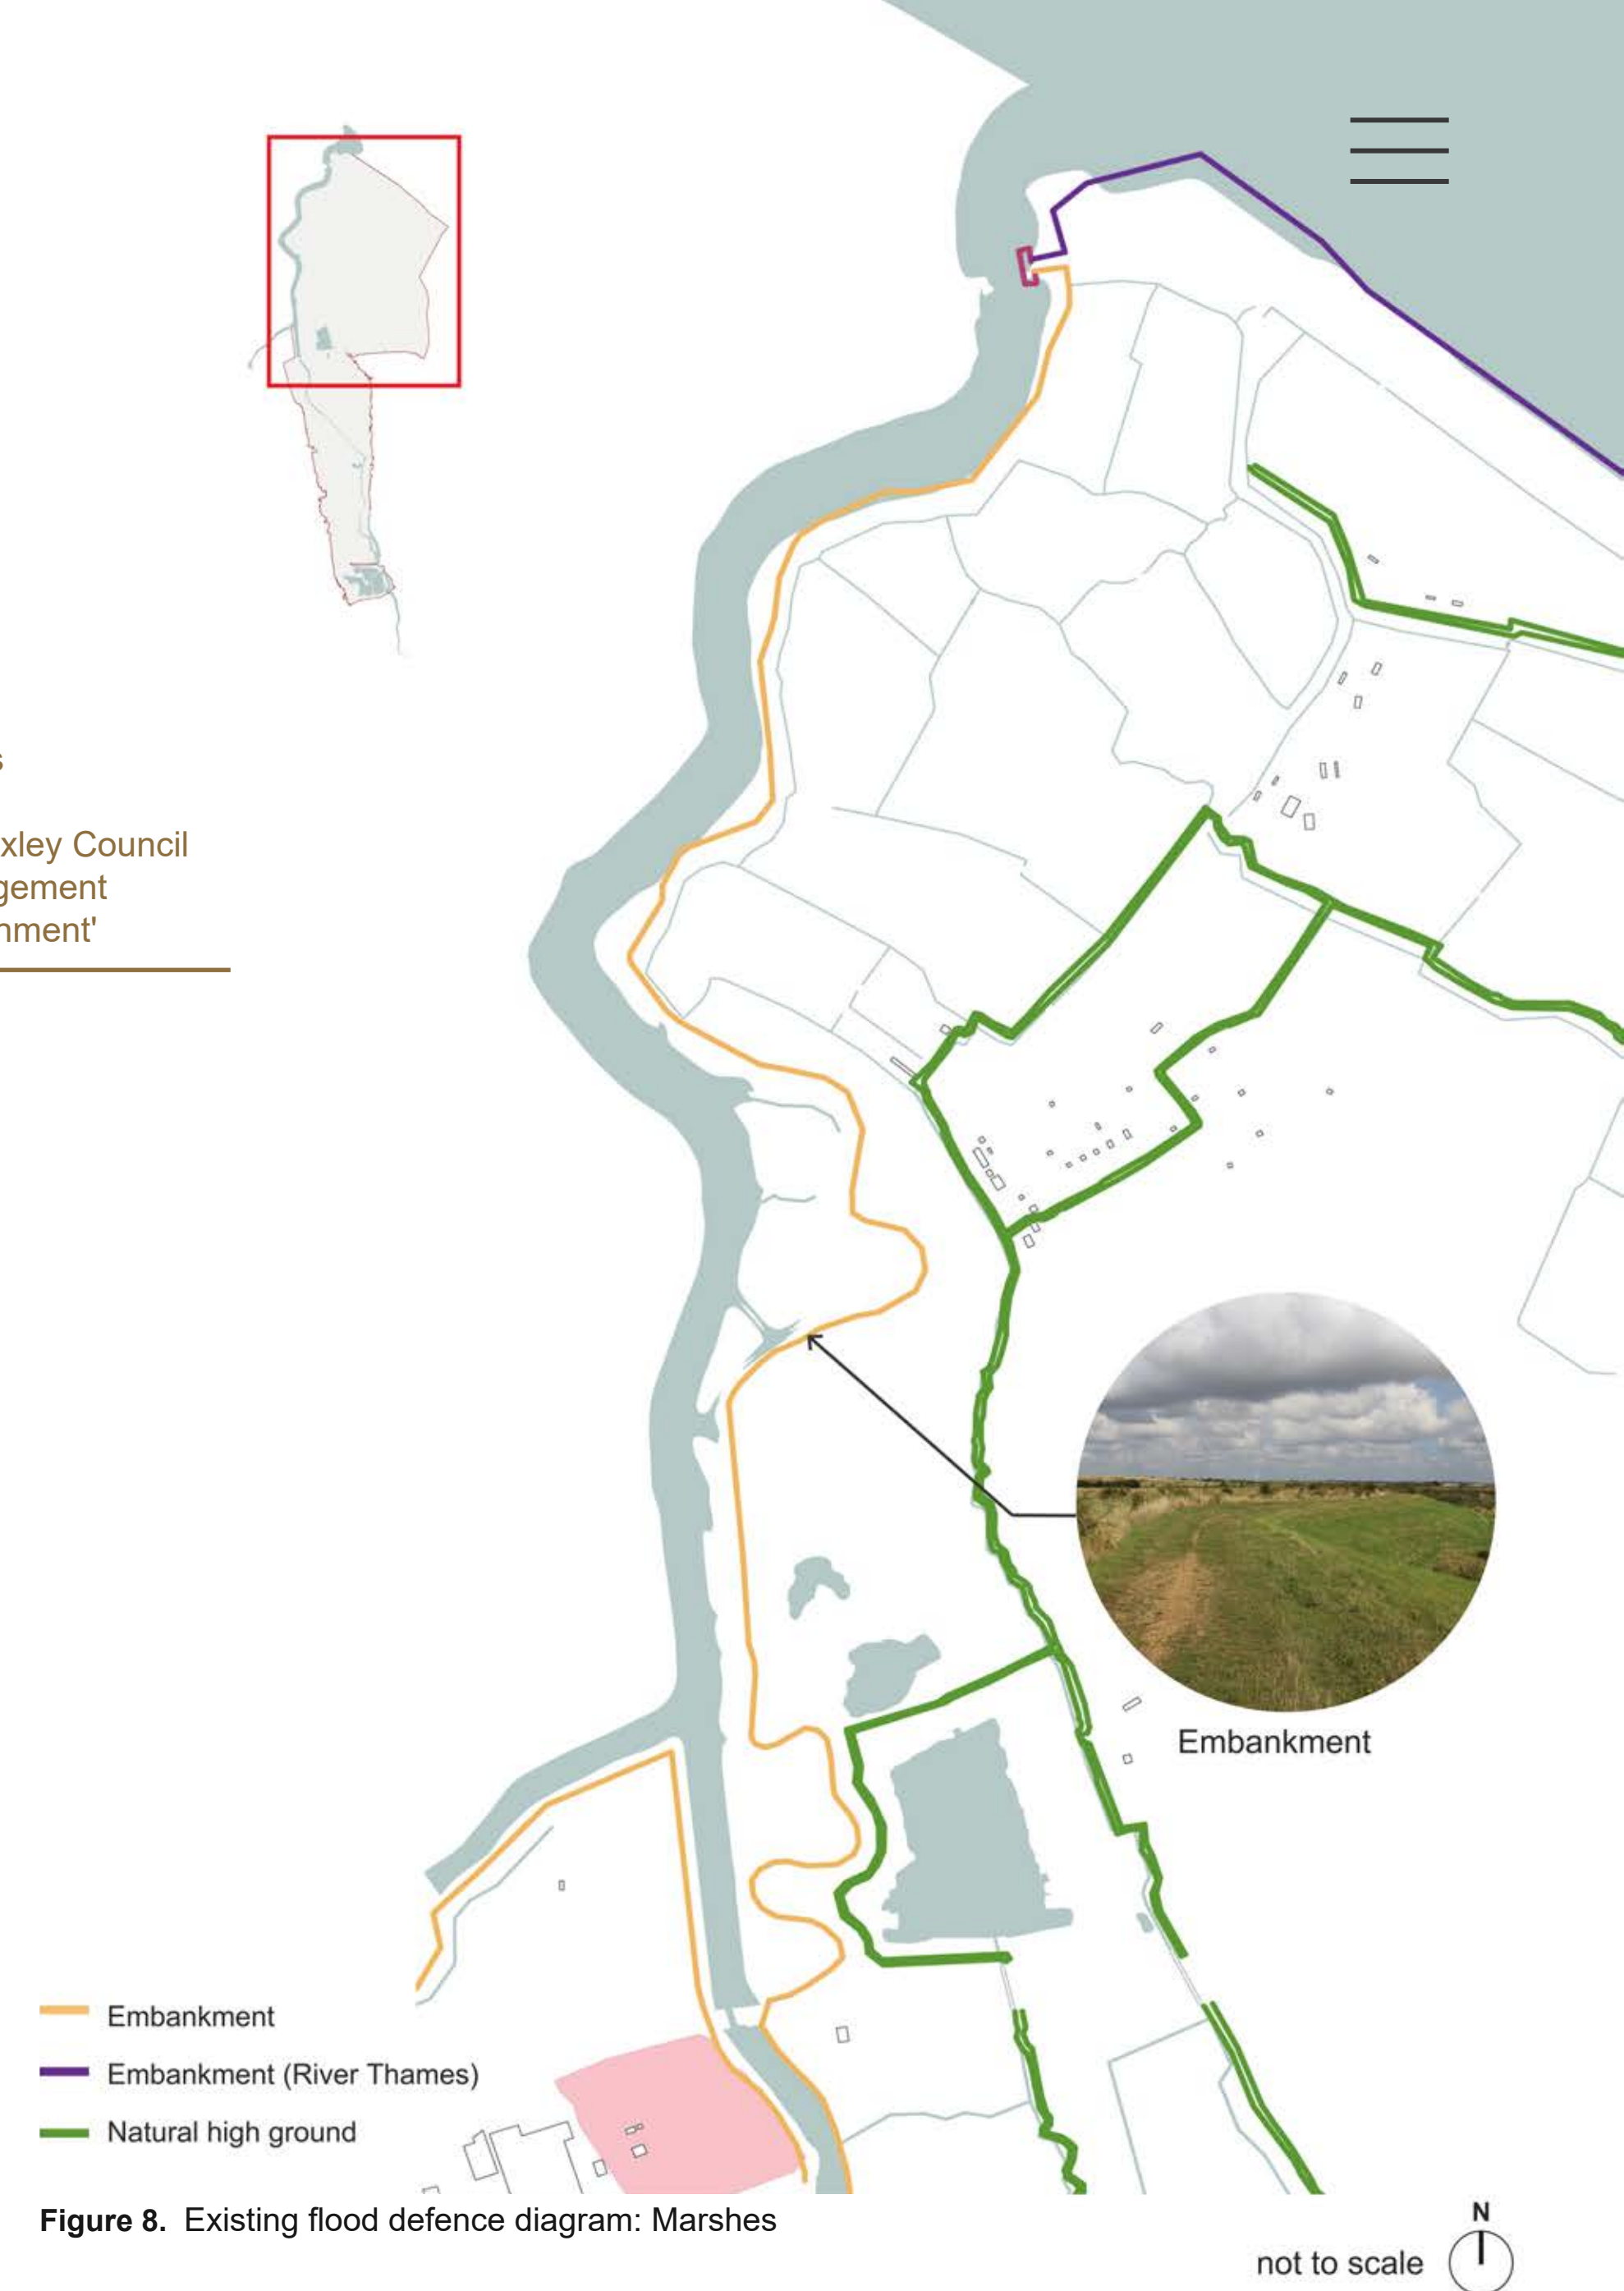 s
xley Council
gement
nment'
Embankment
Embankment
Embankment (River Thames)
Natural high ground
Figure 8. Existing flood defence diagram: Marshes
N
not to scale